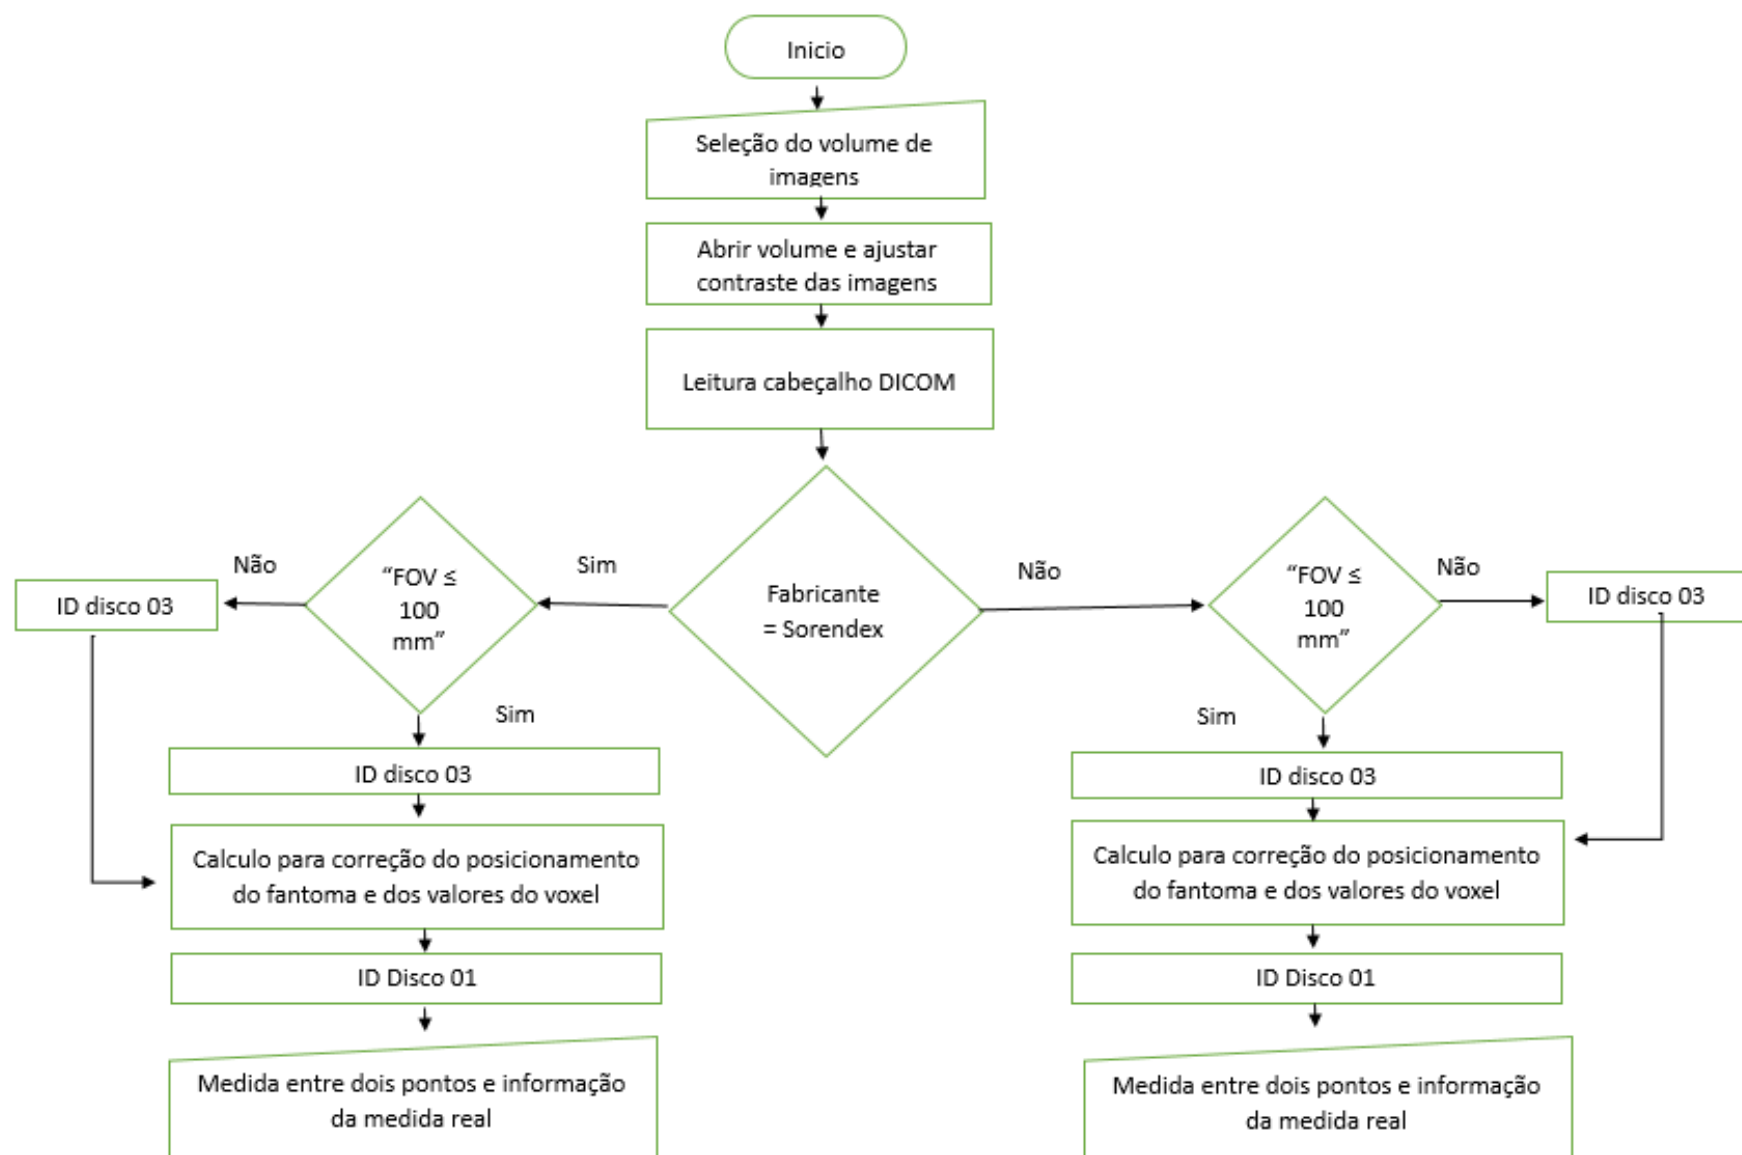 Inicio
Seleção do volume de
imagens
Abrir volume e ajustar
contraste das imagens
Leitura cabeçalho DICOM
Fabricante
= Sorendex
Sim
Não
“FOV ≤
100
mm”
Não
ID disco 03
Sim
ID disco 03
Calculo para correção do posicionamento
do fantoma e dos valores do voxel
ID Disco 01
Medida entre dois pontos e informação
da medida real
“FOV ≤
100
mm”
Não
ID disco 03
Sim
ID disco 03
Calculo para correção do posicionamento
do fantoma e dos valores do voxel
ID Disco 01
Medida entre dois pontos e informação
da medida real